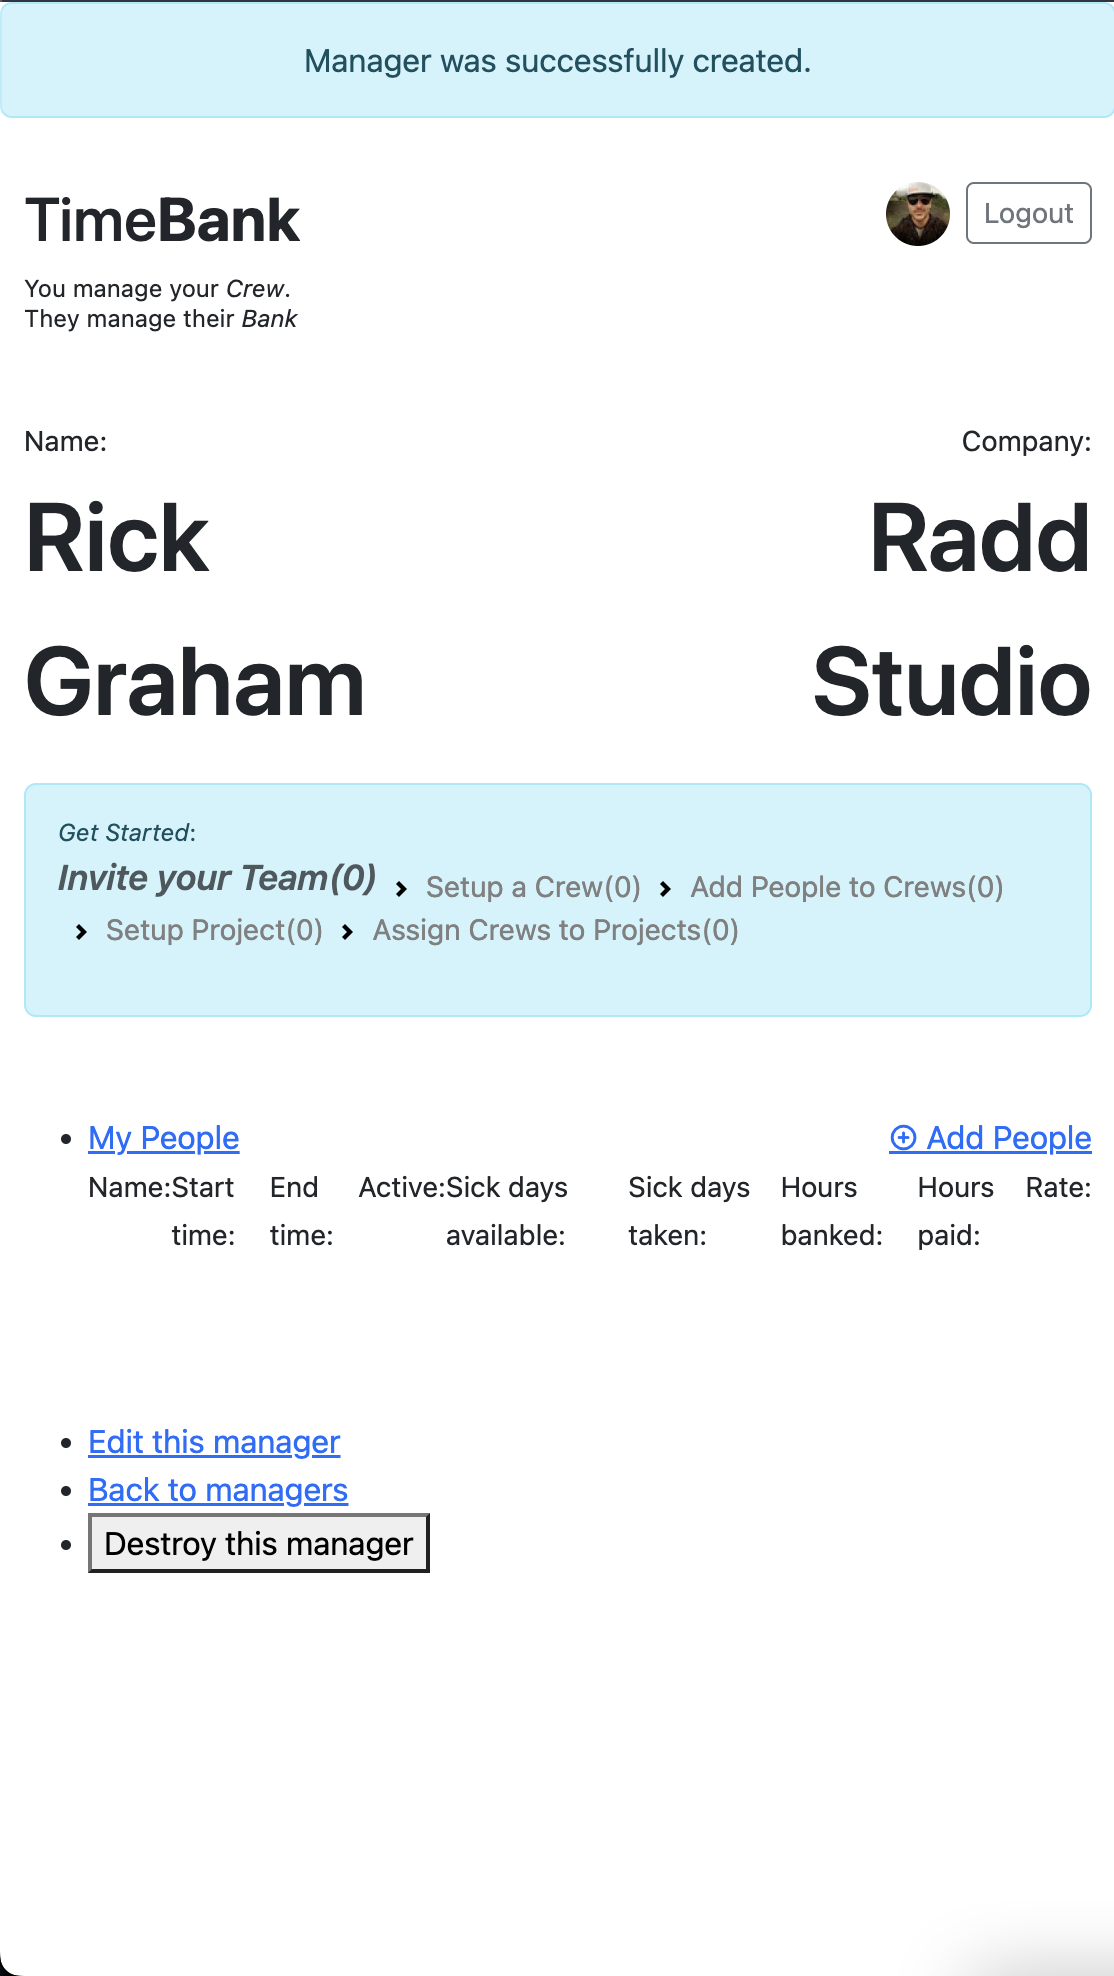 Manager was successfully created.
TimeBank
Logout
You manage your Crew.
They manage their Bank
Name:
Company:
Rick
Graham
Radd
Studio
Get Started:
Invite your Team(0) > Setup a Crew(0) > Add People to Crews(0)
> Setup Project(0) > Assign Crews to Projects(0)
• My People
Add People
Name: Start time: End time: Active: Sick days available: Sick days taken: Hours banked: Hours paid: Rate:
• Edit this manager
• Back to managers
• Destroy this manager